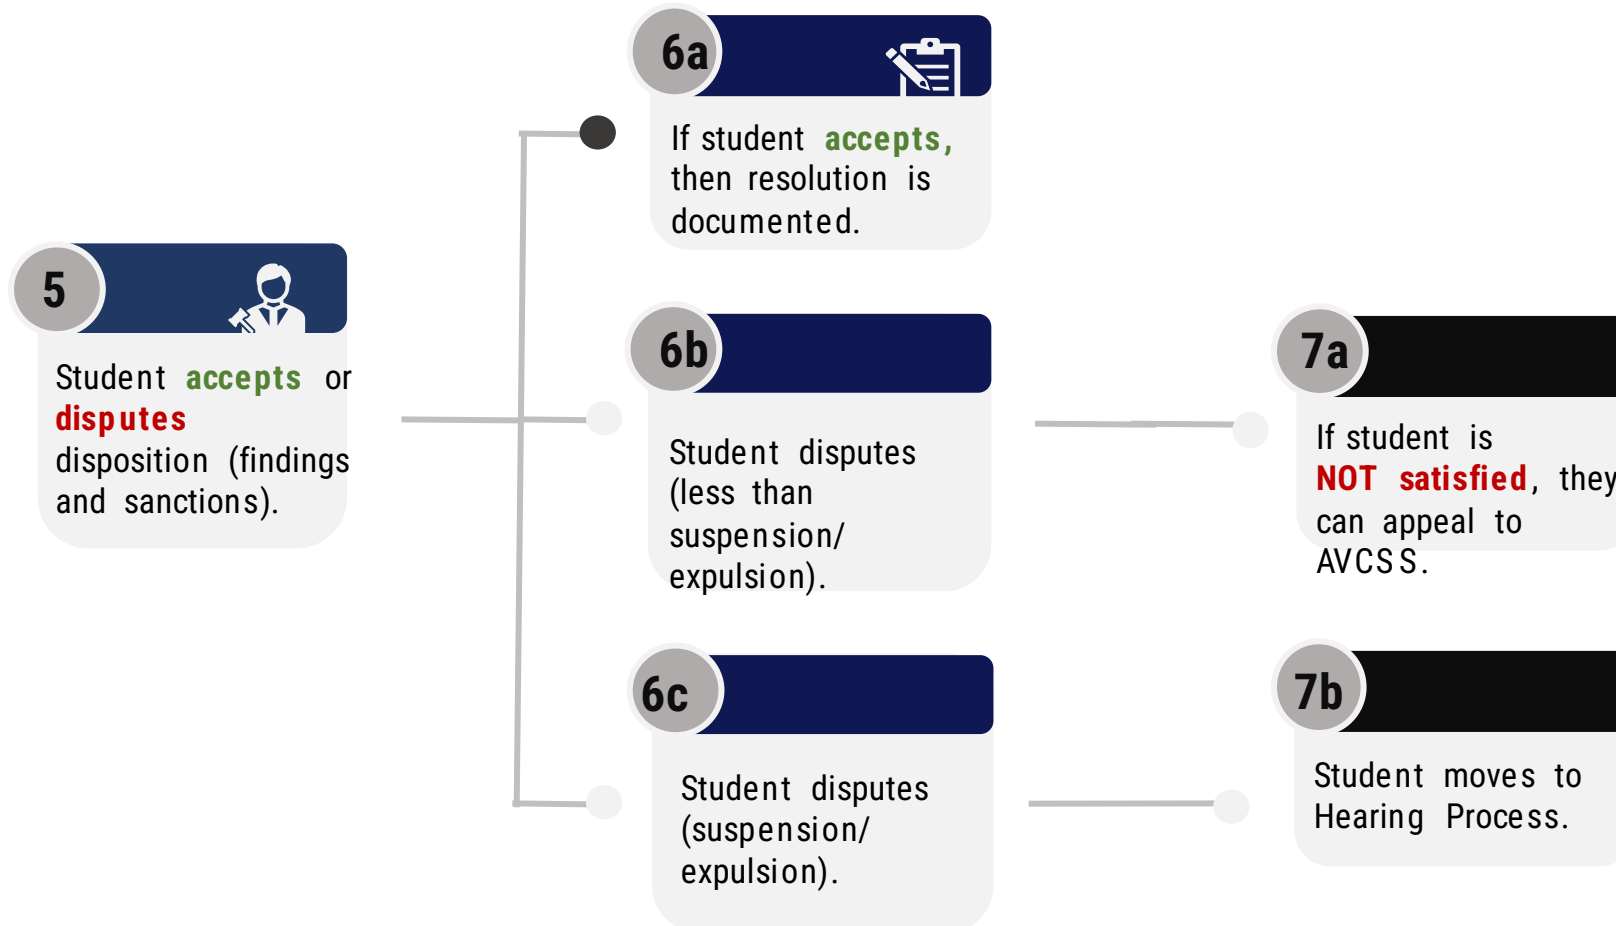 5
Student accepts or
disputes
disposition (findings
and sanctions).
6a
If student accepts,
then resolution is
documented.
6b
Student disputes
(less than
suspension/
expulsion).
6c
Student disputes
(suspension/
expulsion).
7a
If student is
NOT satisfied, they
can appeal to
AVCSS.
7b
Student moves to
Hearing Process.